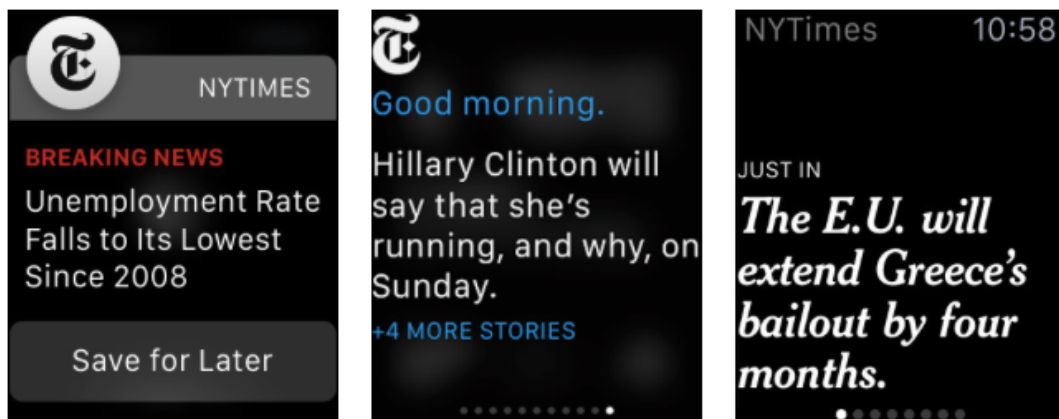 NYTIMES
BREAKING NEWS
Unemployment Rate
Falls to Its Lowest
Since 2008
Save for Later
Good morning.
Hillary Clinton will
say that she's
running, and why, on
Sunday.
+4 MORE STORIES
NYTimes 10:58
JUST IN
The E.U. will
extend Greece's
bailout by four
months.